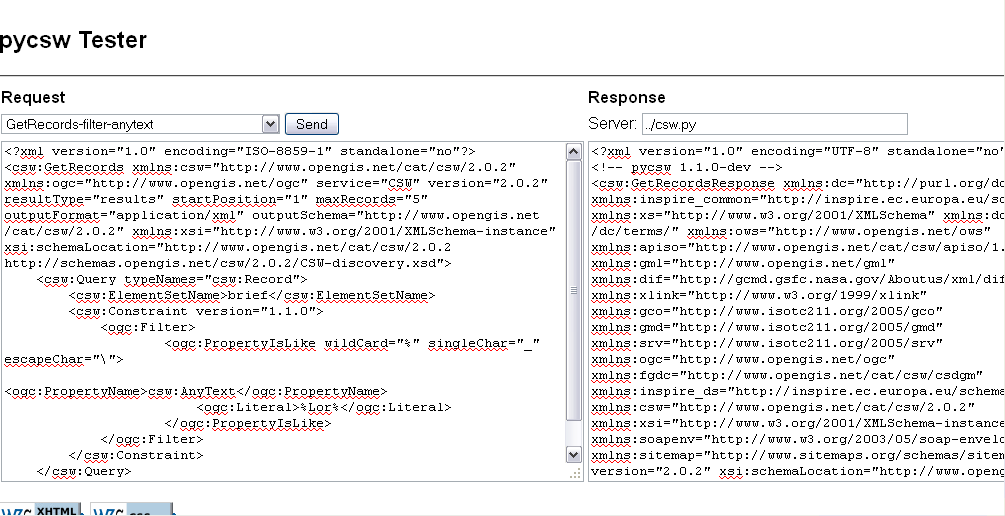 pycsw Tester
Request
GetRecords-filter-anytext
Send
<?xml version="1.0" encoding="ISO-8859-1" standalone="no"?>
<csw:GetRecords xmlns:csw="http://www.opengis.net/cat/csw/2.0.2"
xmlns:ogc="http://www.opengis.net/ogc" service="CSW" version="2.0.2"
resultType="results" startPosition="1" maxRecords="5"
outputFormat="application/xml" outputSchema="http://www.opengis.net
/cat/csw/2.0.2" xmlns:xsi="http://www.w3.org/2001/XMLSchema-instance"
xsi:schemaLocation="http://www.opengis.net/cat/csw/2.0.2
http://schemas.opengis.net/csw/2.0.2/CSW-discovery.xsd">
<csw:Query typeNames="csw:Record">
<csw:ElementSetName>brief</csw:ElementSetName>
<csw:Constraint version="1.1.0">
<ogc:Filter>
<ogc:PropertyIsLike wildCard="%" singleChar="_"
escapeChar="\">
<ogc:PropertyName>csw:AnyText</ogc:PropertyName>
<ogc:Literal>%Lor%</ogc:Literal>
</ogc:PropertyIsLike>
</ogc:Filter>
</csw:Constraint>
</csw:Query>
Response
Server: ../csw.py
<?xml version="1.0" encoding="UTF-8" standalone="no"
<!-- pycsw 1.1.0-dev -->
<csw:GetRecordsResponse xmlns:dc="http://purl.org/dc
xmlns:inspire_common="http://inspire.ec.europa.eu/sc
xmlns:xs="http://www.w3.org/2001/XMLSchema" xmlns:dc
/dc/terms/" xmlns:ows="http://www.opengis.net/ows"
xmlns:apiso="http://www.opengis.net/cat/csw/apiso/1.
xmlns:gml="http://www.opengis.net/gml"
xmlns:dif="http://gcmd.gsfc.nasa.gov/Aboutus/xml/dif
xmlns:xlink="http://www.w3.org/1999/xlink"
xmlns:gco="http://www.isotc211.org/2005/gco"
xmlns:gmd="http://www.isotc211.org/2005/gmd"
xmlns:srv="http://www.isotc211.org/2005/srv"
xmlns:ogc="http://www.opengis.net/ogc"
xmlns:fgdc="http://www.opengis.net/cat/csw/csdgm"
xmlns:inspire_ds="http://inspire.ec.europa.eu/schema
xmlns:csw="http://www.opengis.net/cat/csw/2.0.2"
xmlns:xsi="http://www.w3.org/2001/XMLSchema-instance
xmlns:soapenv="http://www.w3.org/2003/05/soap-envelo
xmlns:sitemap="http://www.sitemaps.org/schemas/sitem
version="2.0.2" xsi:schemaLocation="http://www.openg
W3C XHTML W3C css